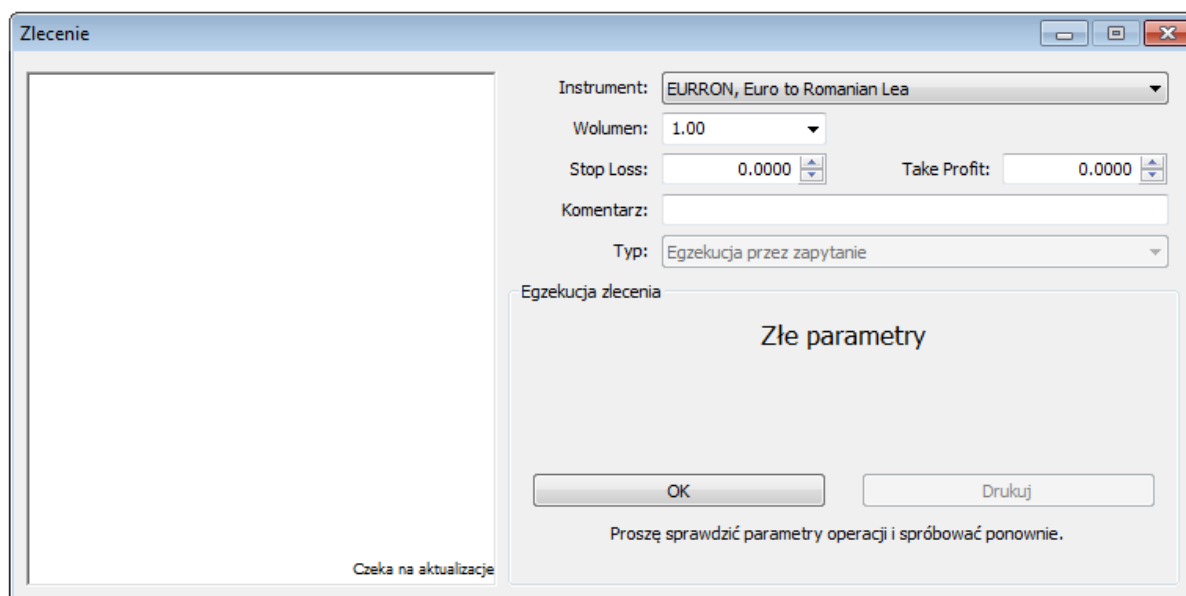 Zlecenie
Instrument: EURRON, Euro to Romanian Lea
Wolumen: 1.00
Stop Loss: 0.0000 Take Profit: 0.0000
Komentarz:
Typ: Egzekucja przez zapytanie
Egzekucja zlecenia
Złe parametry
OK Drukuj
Proszę sprawdzić parametry operacji i spróbować ponownie.
Czeka na aktualizacje